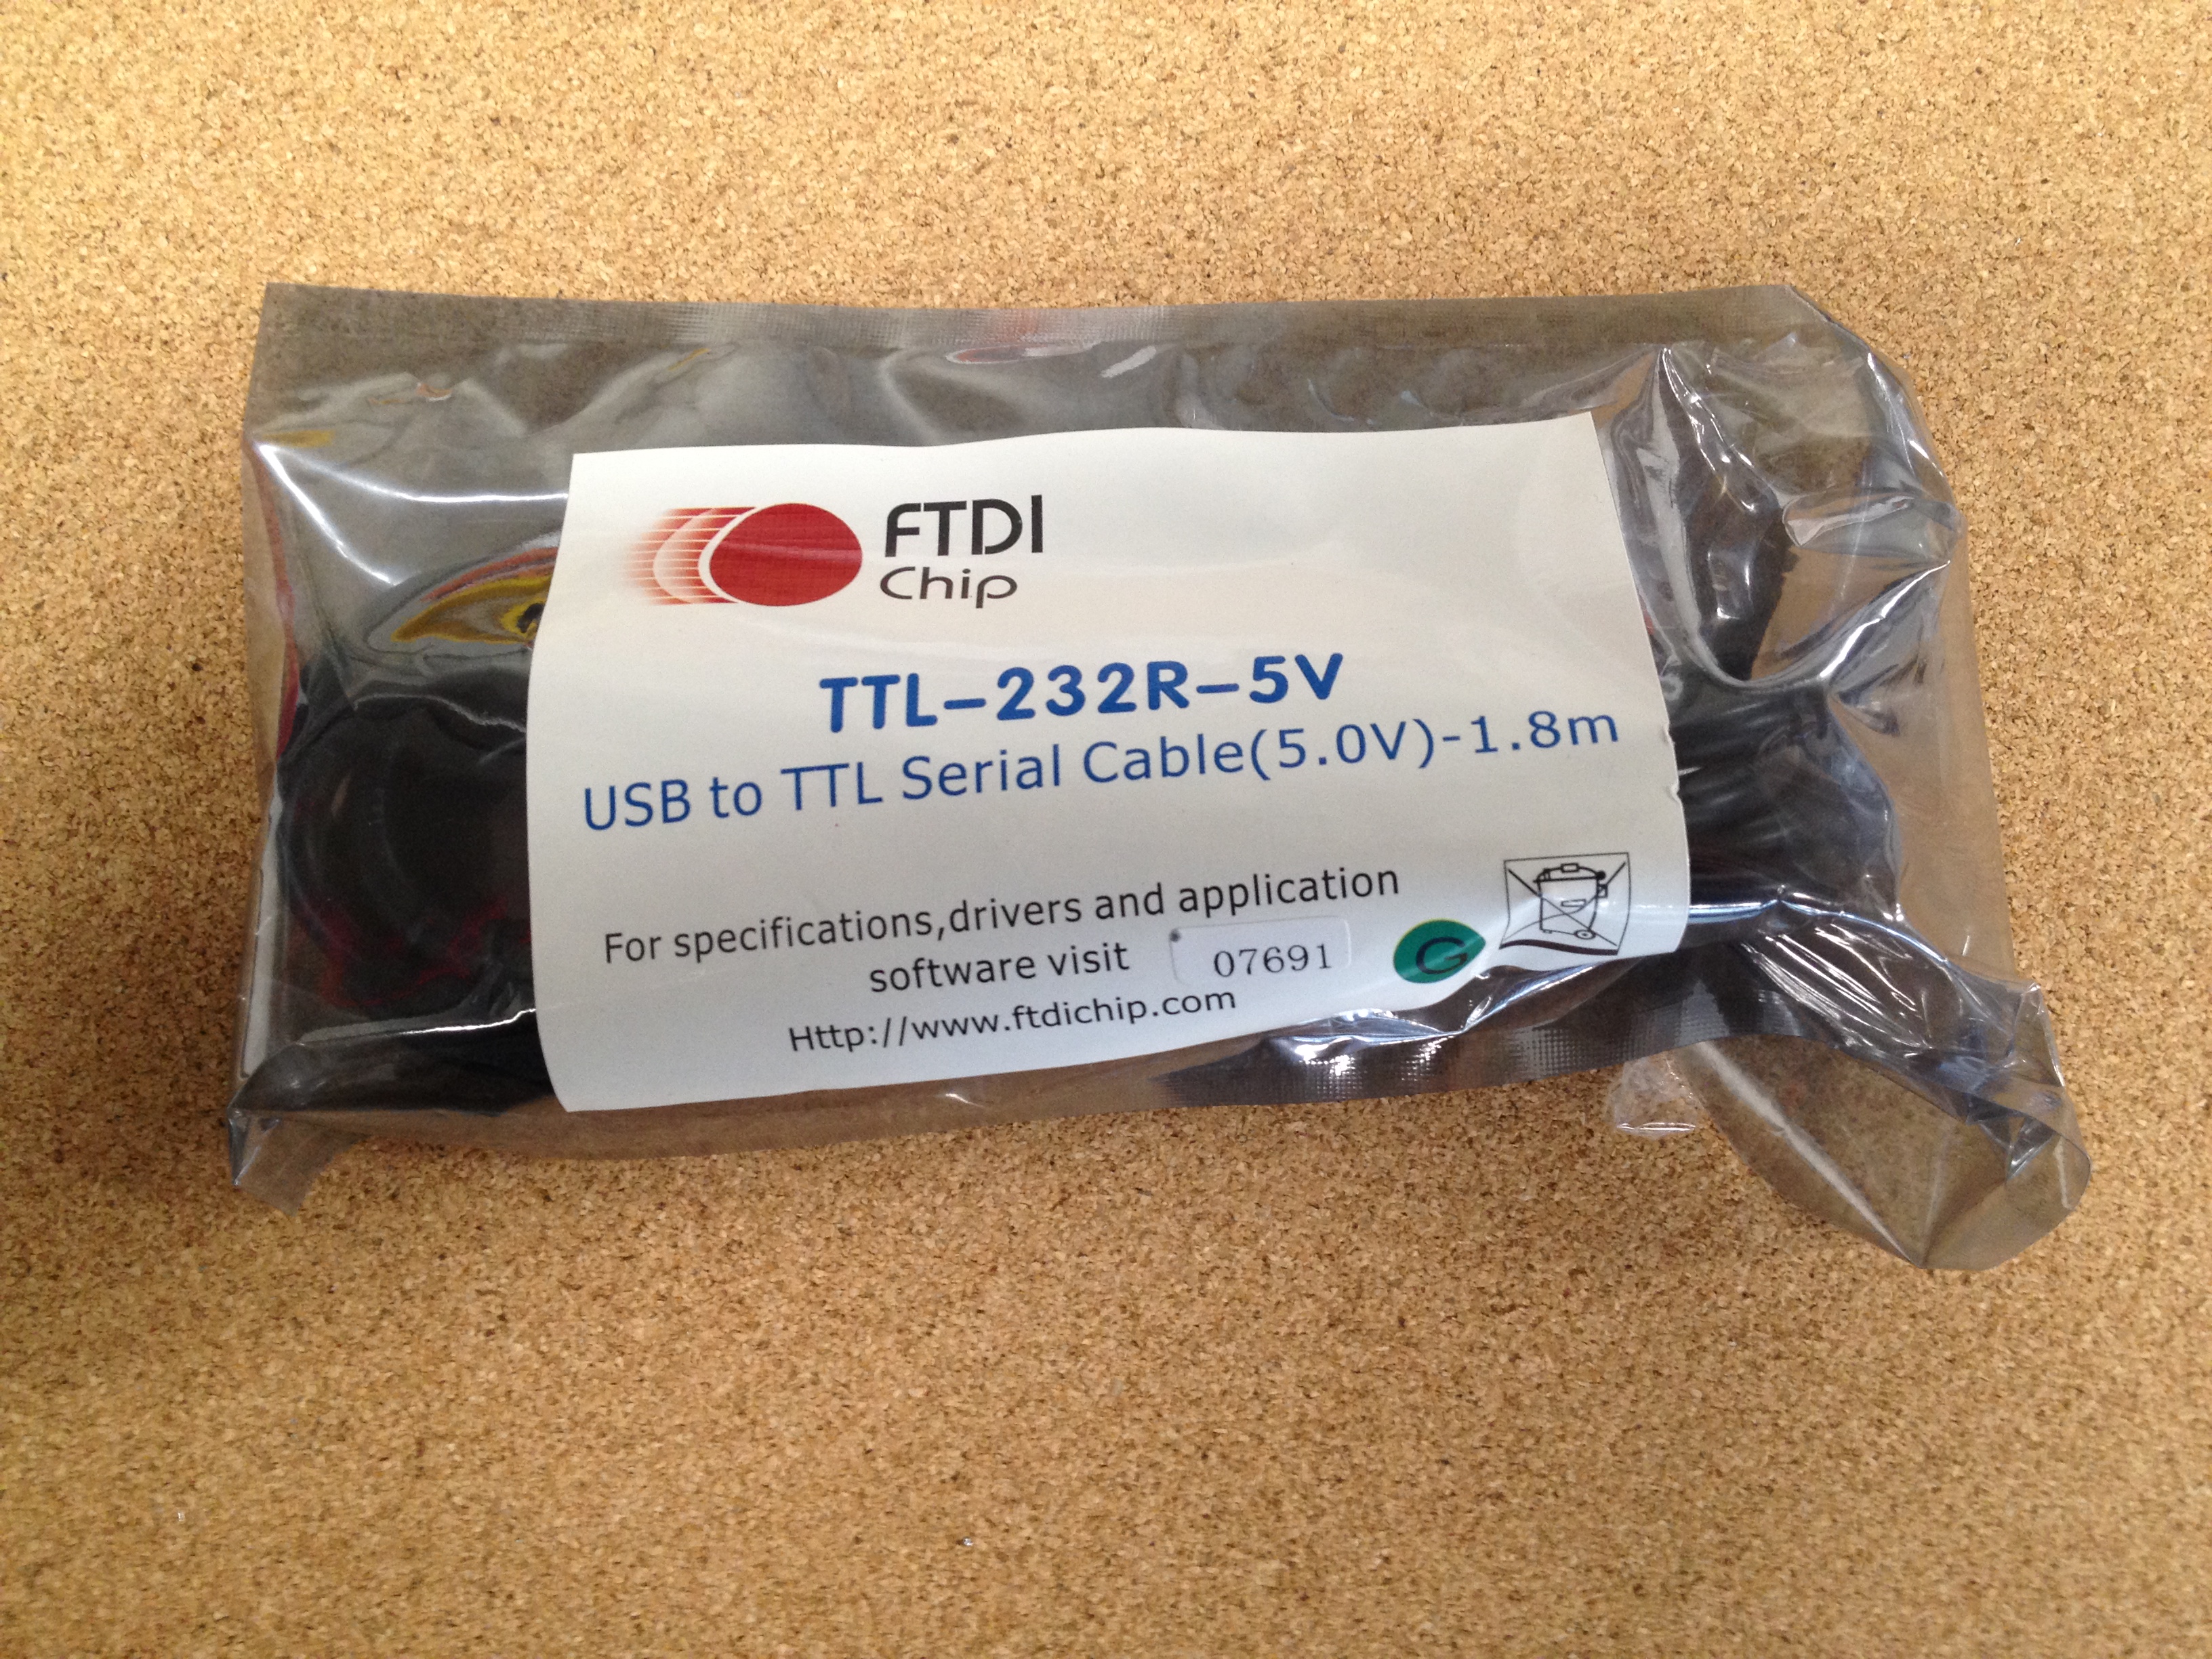 FTDI
Chip
TTL-232R-5V
USB to TTL Serial Cable(5.0V)-1.8m
For specifications,drivers and application
software visit
07691
Http://www.ftdichip.com
G